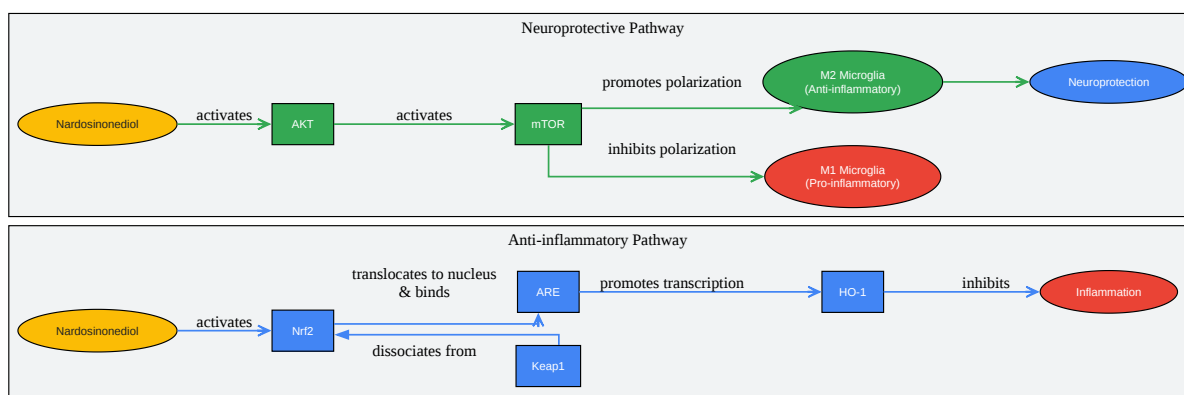 Neuroprotective Pathway
Nardosinonediol
activates
AKT
activates
mTOR
promotes polarization
M2 Microglia
(Anti-inflammatory)
Neuroprotection
inhibits polarization
M1 Microglia
(Pro-inflammatory)
Anti-inflammatory Pathway
Nardosinonediol
activates
Nrf2
translocates to nucleus
& binds
ARE
promotes transcription
HO-1
inhibits
Inflammation
dissociates from
Keap1